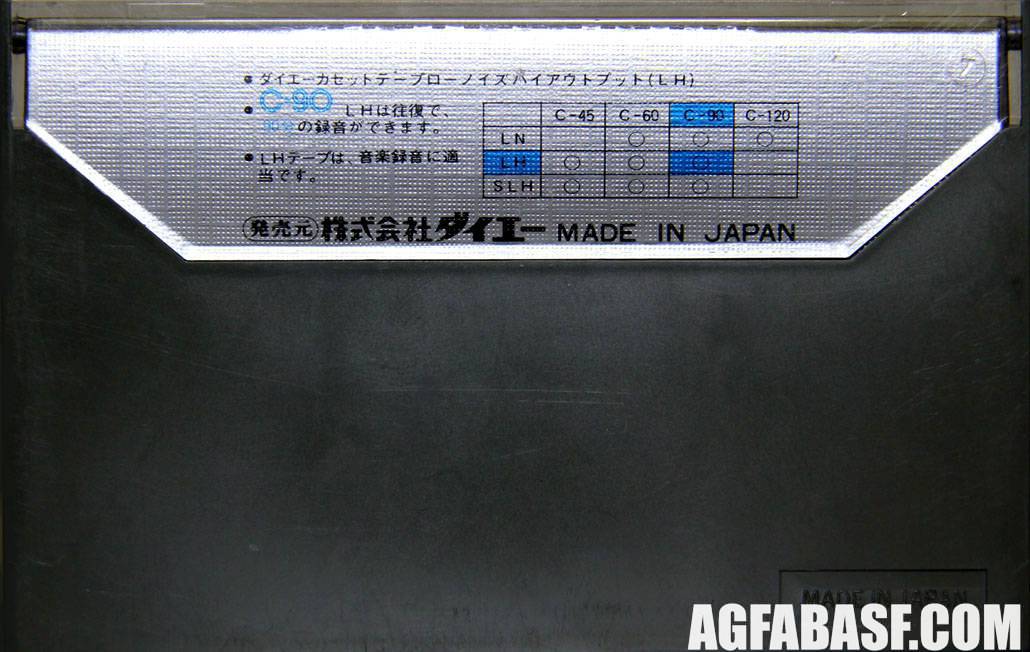 ● ダイエーカセットテープローノイズハイアウトプット(LH)
● C-90 LHは往復で、
90分の録音ができます。
● LHテープは、音楽録音に適
当です。
C-45 C-60 C-90 C-120
LN ○ ○ ○
LH ○ ○ ○
SLH ○ ○ ○
発売元 株式会社ダイエー MADE IN JAPAN
MADE IN JAPAN
AGFABASF.COM